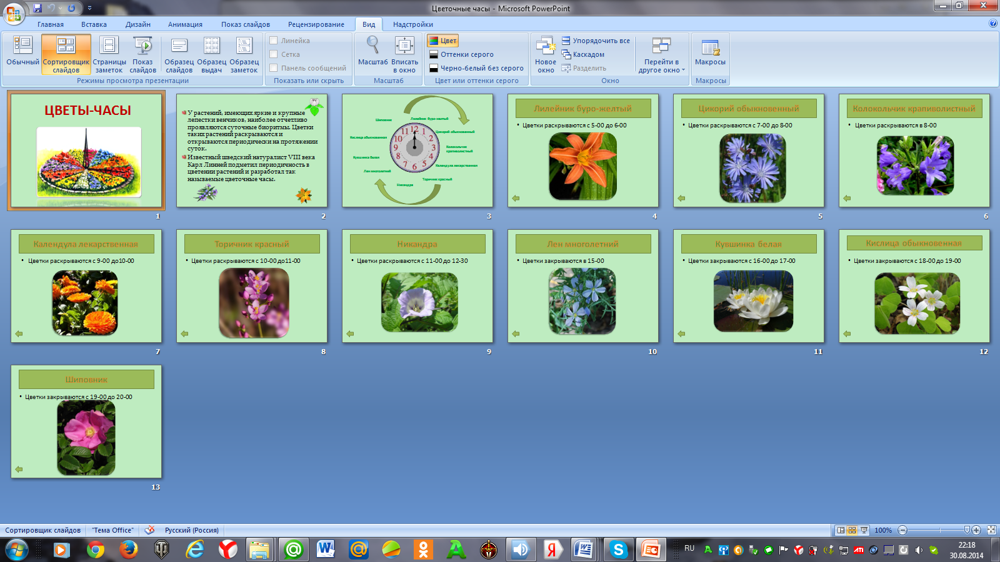 Цветочные часы - Microsoft PowerPoint
Главная Вставка Дизайн Анимация Показ слайдов Рецензирование Вид Надстройки
Обычный
Сортировщик слайдов
Страницы заметок
Показ слайдов
Образец слайдов
Образец выдач
Образец заметок
Режимы просмотра презентации
Линейка
Сетка
Панель сообщений
Показать или скрыть
Масштаб
Вписать в окно
Масштаб
Цвет
Оттенки серого
Черно-белый без серого
Цвет или оттенки серого
Новое окно
Упорядочить все
Каскадом
Разделить
Перейти в другое окно
Окно
Макросы
Макросы
ЦВЕТЫ-ЧАСЫ
1
У растений, имеющих яркие и крупные
лепестки венчиков, наиболее отчетливо
проявляются суточные биоритмы. Цветки
таких растений раскрываются и
открываются периодически на протяжении
суток.
Известный шведский натуралист VIII века
Карл Линней подметил периодичность в
цветении растений и разработал так
называемые цветочные часы.
2
Лилейник буро-желтый
Шиповник
Цикорий обыкновенный
Кислица обыкновенная
Колокольчик
крапиволистный
Кувшинка белая
Календула лекарственная
Лен многолетний
Торичник красный
Никандра
12 1 2 3 4 5 6 7 8 9 10 11
3
Лилейник буро-желтый
• Цветки раскрываются с 5-00 до 6-00
4
Цикорий обыкновенный
• Цветки раскрываются с 7-00 до 8-00
5
Колокольчик крапиволистный
• Цветки раскрываются в 8-00
6
Календула лекарственная
• Цветки раскрываются с 9-00 до10-00
7
Торичник красный
• Цветки раскрываются с 10-00 до11-00
8
Никандра
• Цветки раскрываются с 11-00 до 12-30
9
Лен многолетний
• Цветки закрываются в 15-00
10
Кувшинка белая
• Цветки закрываются с 16-00 до 17-00
11
Кислица обыкновенная
• Цветки закрываются с 18-00 до 19-00
12
Шиповник
• Цветки закрываются с 19-00 до 20-00
13
Сортировщик слайдов "Тема Office" Русский (Россия) 100%
RU
ATI
22:18
30.08.2014